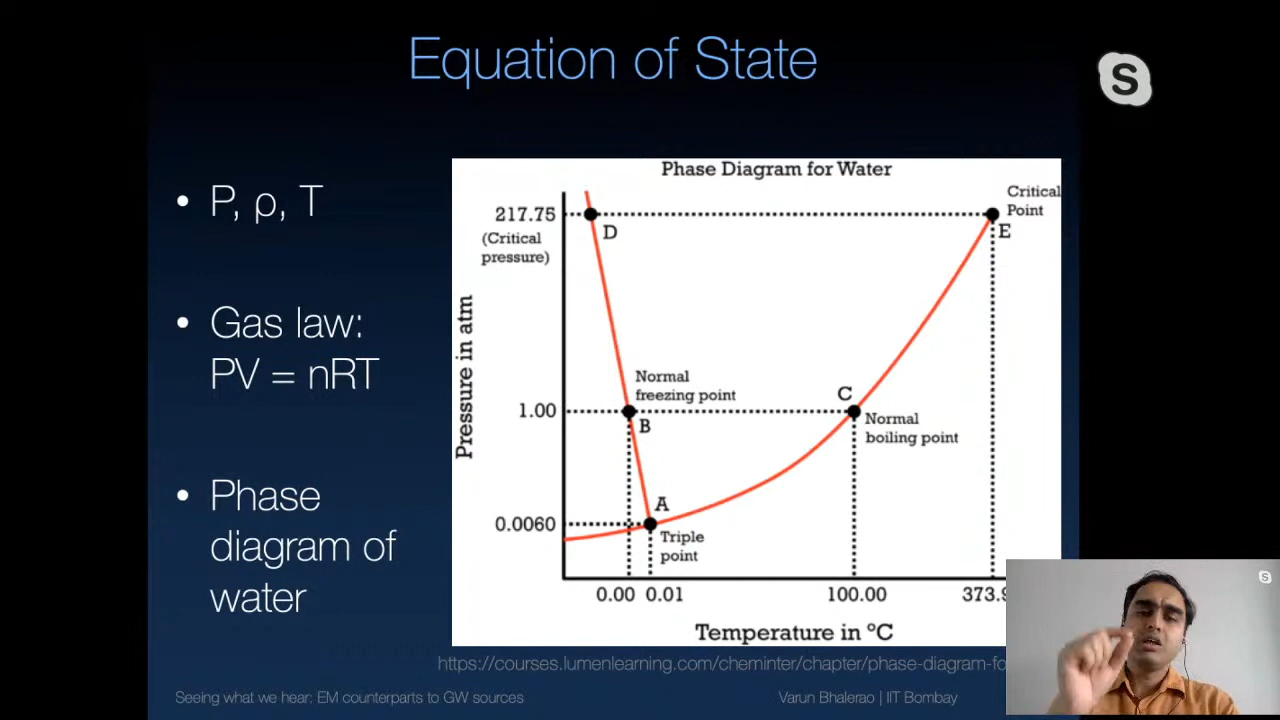 Equation of State
S
• P, ρ, T
• Gas law:
PV = nRT
• Phase
diagram of
water
Phase Diagram for Water
Critical
Point
217.75
(Critical
pressure)
D
E
Pressure in atm
Normal
freezing point
1.00
B
C
Normal
boiling point
A
0.0060
Triple
point
0.00 0.01 100.00 373.9
Temperature in °C
https://courses.lumenlearning.com/cheminter/chapter/phase-diagram-fo
Seeing what we hear: EM counterparts to GW sources
Varun Bhalerao | IIT Bombay
S